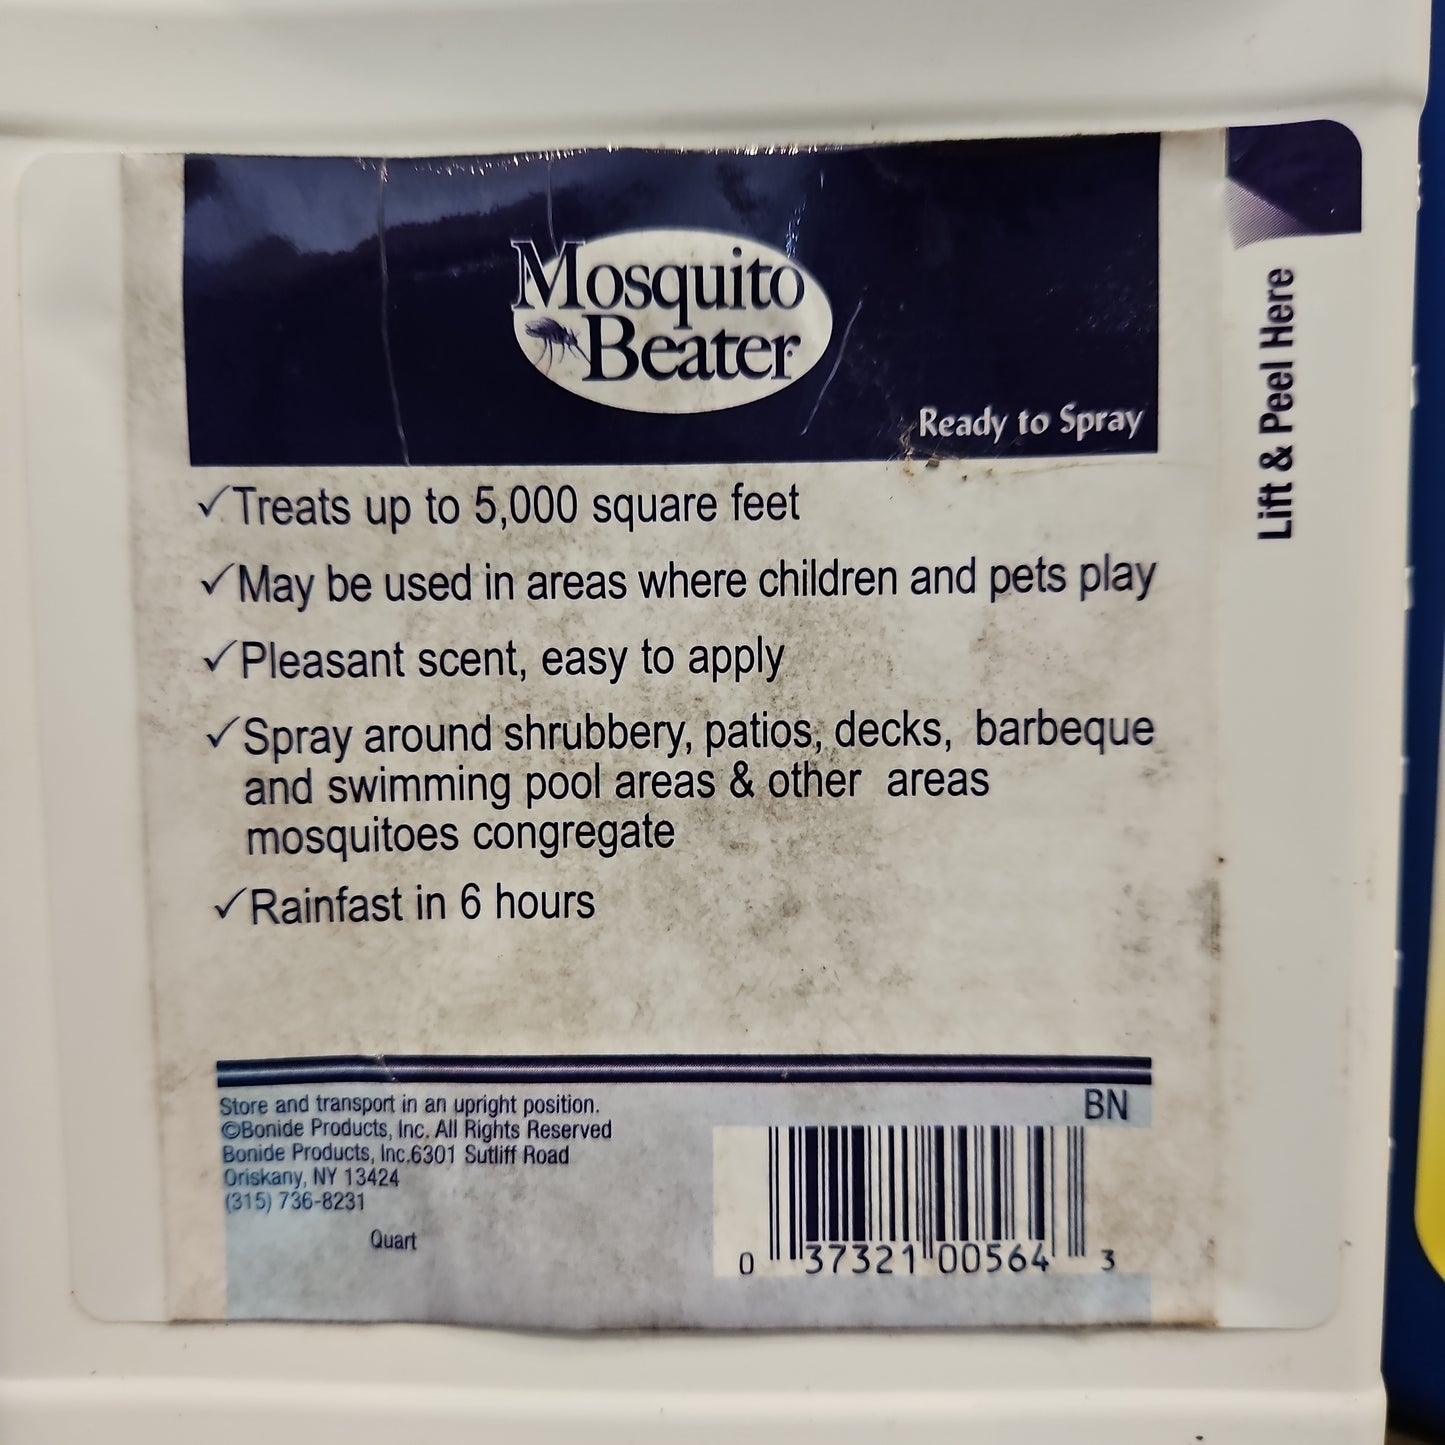 Mosquito
Beater
Ready to Spray
Lift & Peel Here
✓Treats up to 5,000 square feet
✓May be used in areas where children and pets play
✓Pleasant scent, easy to apply
✓Spray around shrubbery, patios, decks, barbeque
and swimming pool areas & other areas
mosquitoes congregate
✓Rainfast in 6 hours
Store and transport in an upright position.
©Bonide Products, Inc. All Rights Reserved
Bonide Products, Inc.6301 Sutliff Road
Oriskany, NY 13424
(315) 736-8231
Quart
BN
0 37321 00564 3